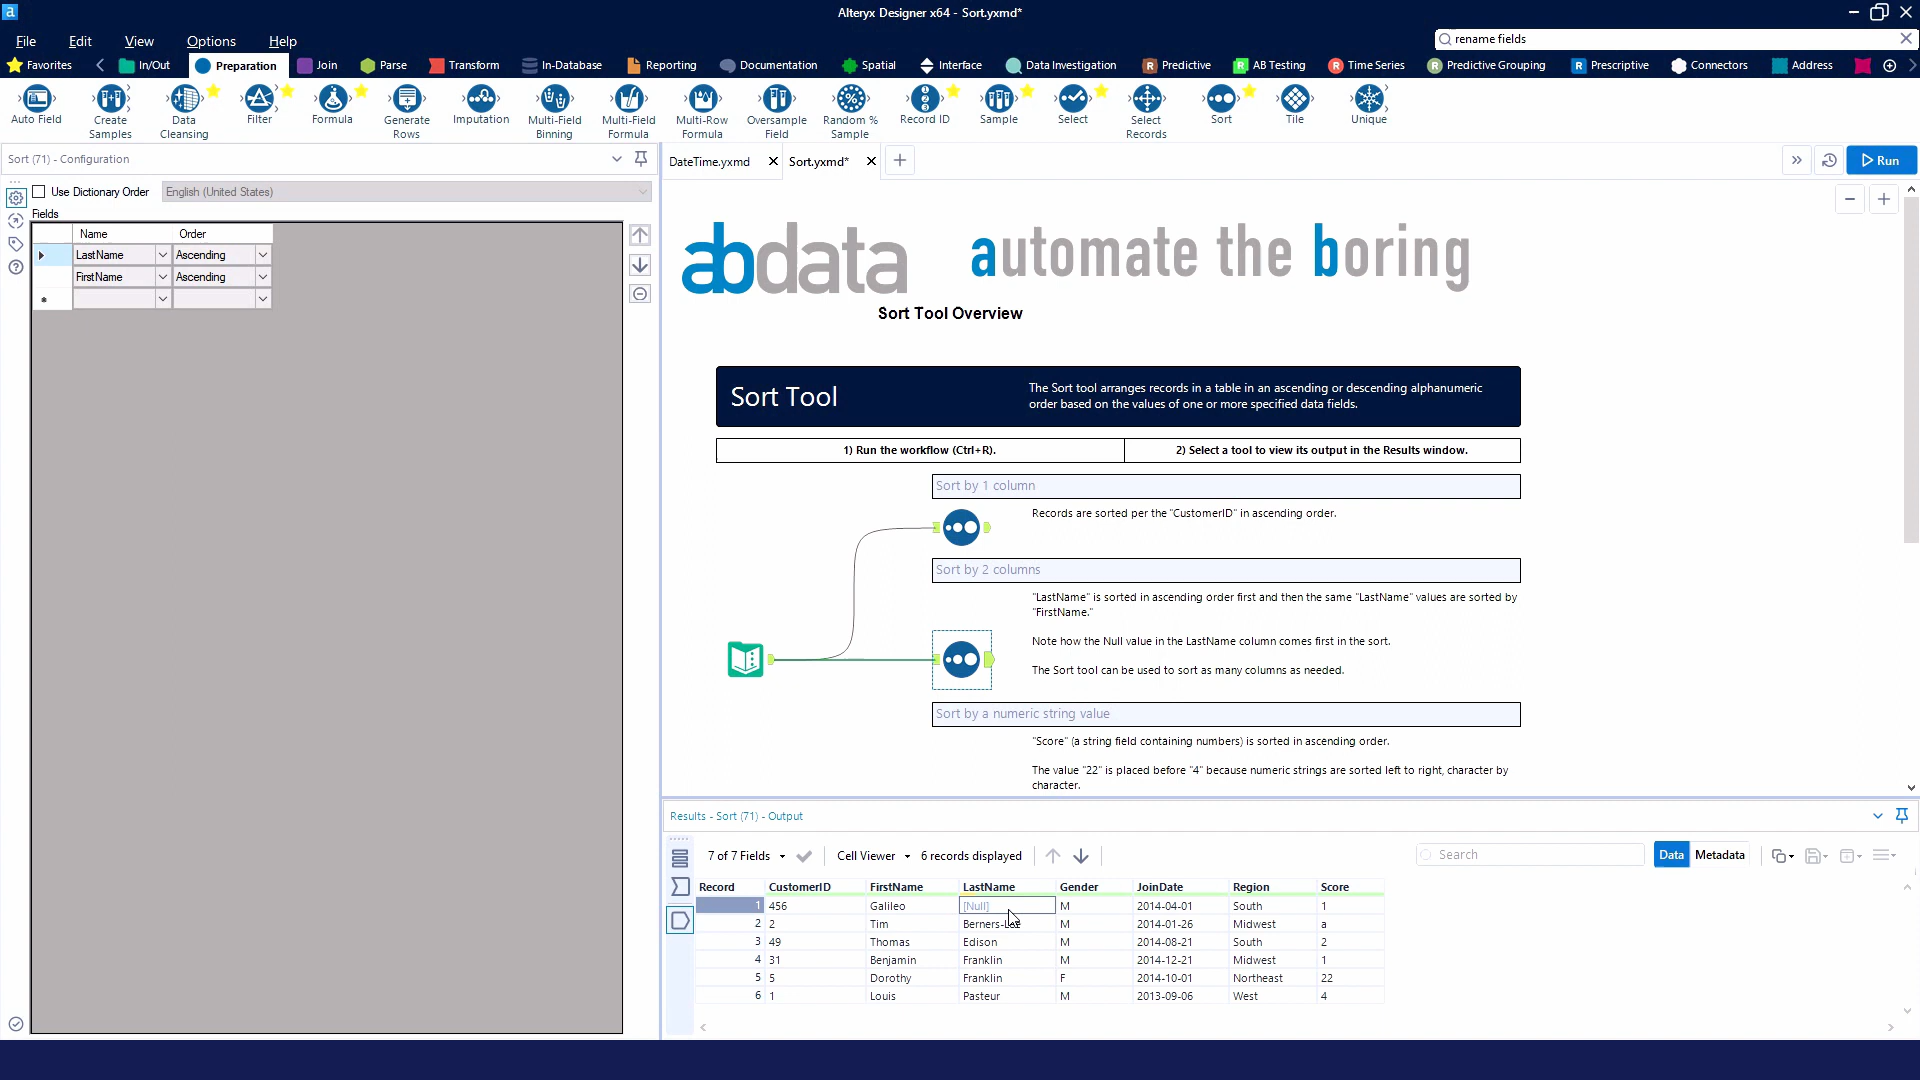 Alteryx Designer x64 - Sort.yxmd*
File Edit View Options Help
rename fields
Favorites In/Out Preparation Join Parse Transform In-Database Reporting Documentation Spatial Interface Data Investigation Predictive AB Testing Time Series Predictive Grouping Prescriptive Connectors Address
Auto Field
Create Samples
Data Cleansing
Filter
Formula
Generate Rows
Imputation
Multi-Field Binning
Multi-Field Formula
Multi-Row Formula
Oversample Field
Random % Sample
Record ID
Sample
Select
Select Records
Sort
Tile
Unique
Sort (71) - Configuration
DateTime.yxmd Sort.yxmd*
Run
Use Dictionary Order English (United States)
Fields
Name Order
LastName Ascending
FirstName Ascending
abdata automate the boring
Sort Tool Overview
Sort Tool
The Sort tool arranges records in a table in an ascending or descending alphanumeric
order based on the values of one or more specified data fields.
1) Run the workflow (Ctrl+R). 2) Select a tool to view its output in the Results window.
Sort by 1 column
Records are sorted per the "CustomerID" in ascending order.
Sort by 2 columns
"LastName" is sorted in ascending order first and then the same "LastName" values are sorted by
"FirstName."
Note how the Null value in the LastName column comes first in the sort.
The Sort tool can be used to sort as many columns as needed.
Sort by a numeric string value
"Score" (a string field containing numbers) is sorted in ascending order.
The value "22" is placed before "4" because numeric strings are sorted left to right, character by
character.
Results - Sort (71) - Output
7 of 7 Fields Cell Viewer 6 records displayed Search Data Metadata
Record CustomerID FirstName LastName Gender JoinDate Region Score
1 456 Galileo [Null] M 2014-04-01 South 1
2 2 Tim Berners-Lee M 2014-01-26 Midwest a
3 49 Thomas Edison M 2014-08-21 South 2
4 31 Benjamin Franklin M 2014-12-21 Midwest 1
5 5 Dorothy Franklin F 2014-10-01 Northeast 22
6 1 Louis Pasteur M 2013-09-06 West 4